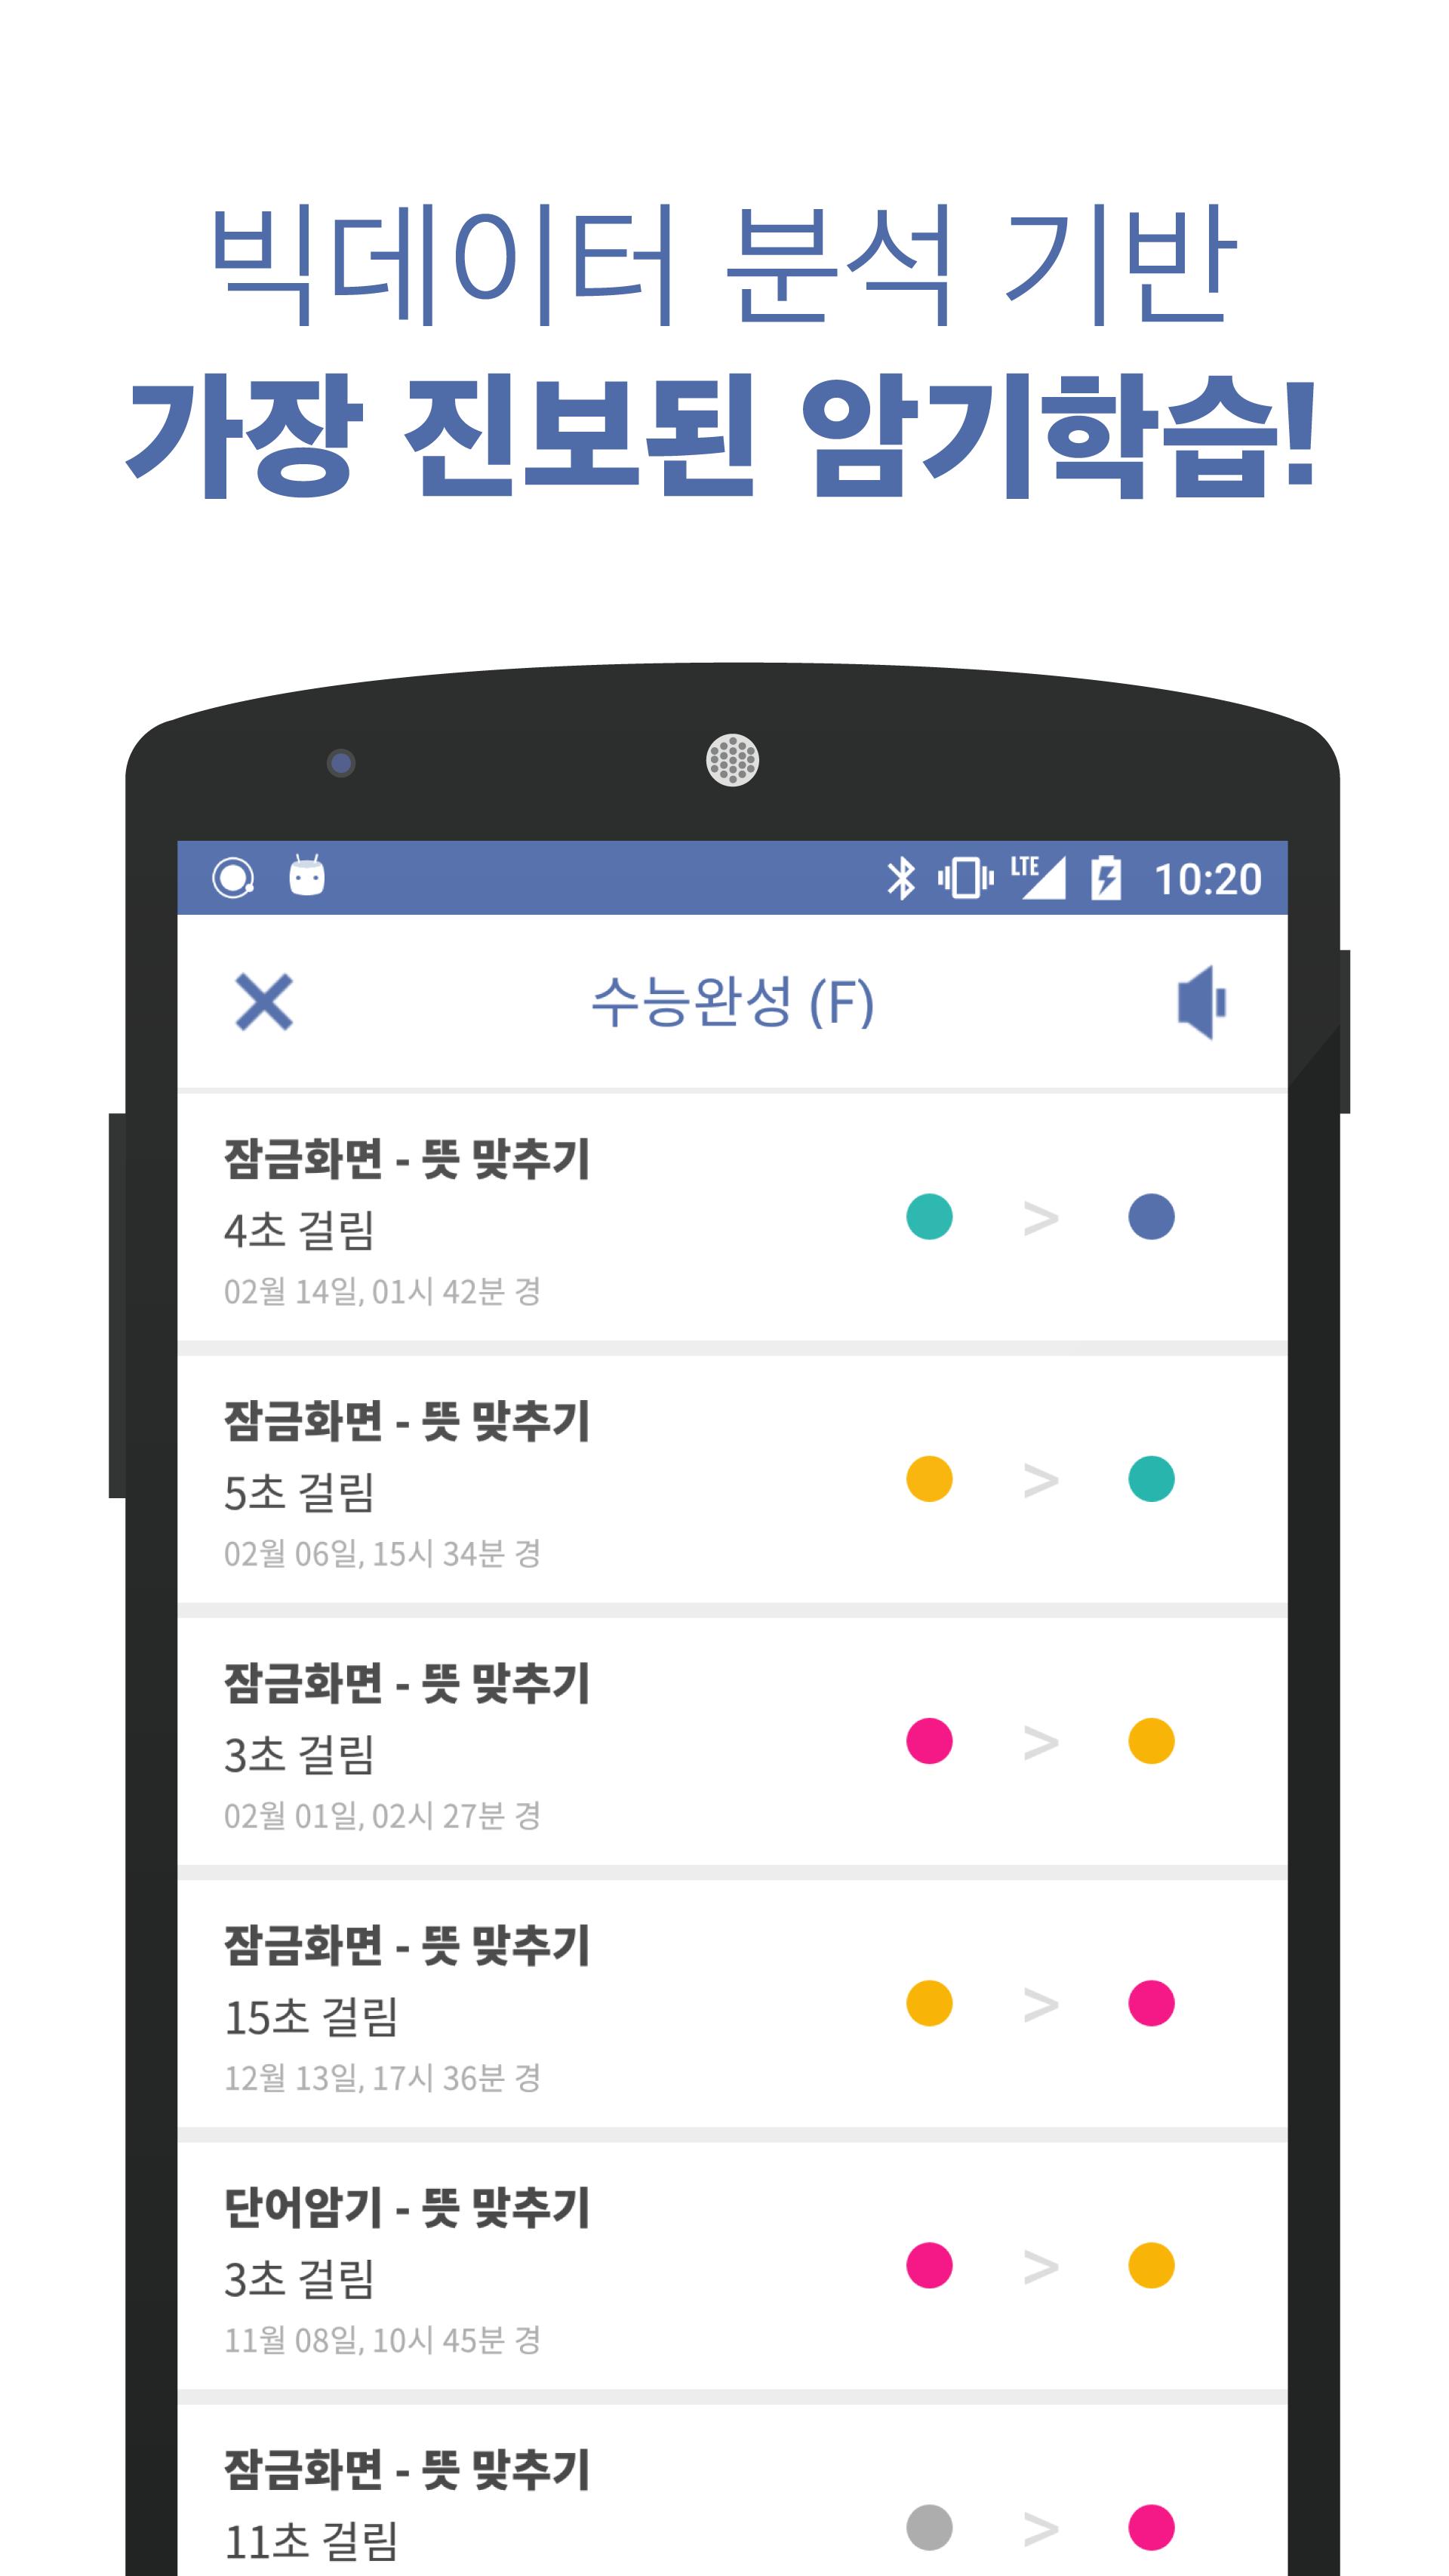 빅데이터 분석 기반
가장 진보된 암기학습!
LTE 10:20
수능완성 (F)
잠금화면 - 뜻 맞추기
4초 걸림
02월 14일, 01시 42분 경
>
잠금화면 - 뜻 맞추기
5초 걸림
02월 06일, 15시 34분 경
>
잠금화면 - 뜻 맞추기
3초 걸림
02월 01일, 02시 27분 경
>
잠금화면 - 뜻 맞추기
15초 걸림
12월 13일, 17시 36분 경
>
단어암기 - 뜻 맞추기
3초 걸림
11월 08일, 10시 45분 경
>
잠금화면 - 뜻 맞추기
11초 걸림
>